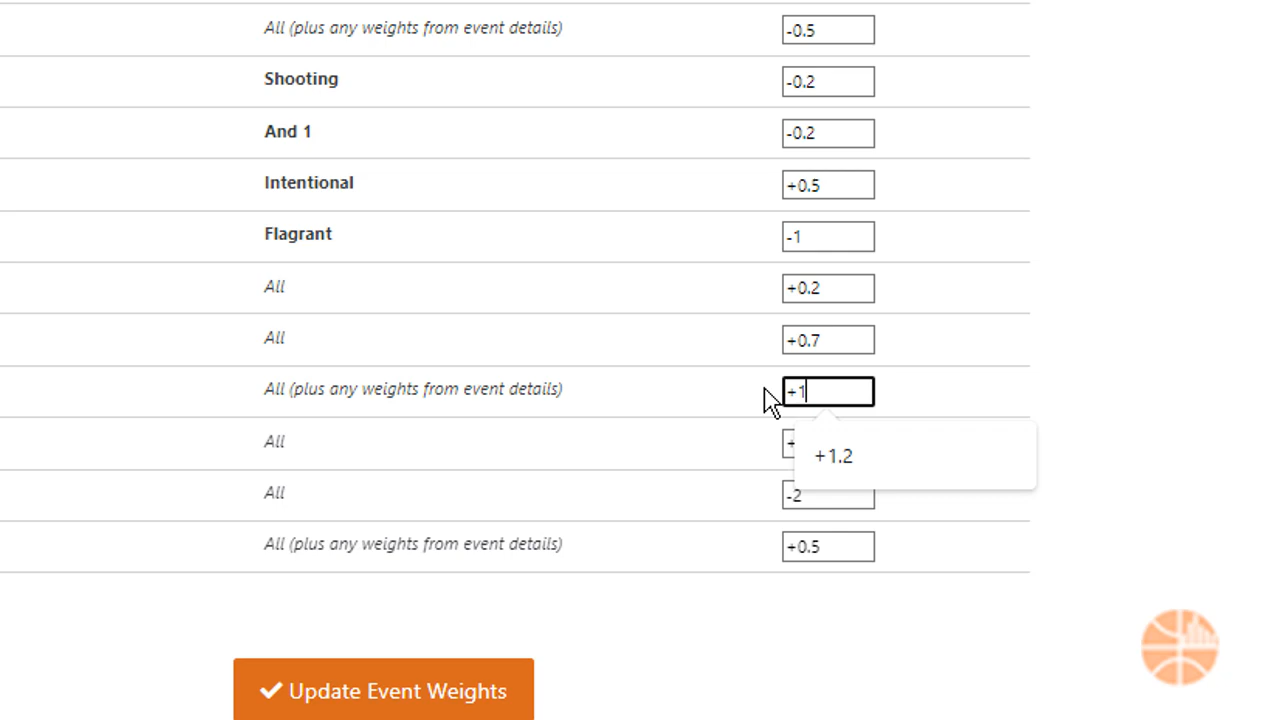 All (plus any weights from event details) -0.5
Shooting -0.2
And 1 -0.2
Intentional +0.5
Flagrant -1
All +0.2
All +0.7
All (plus any weights from event details) +1
All +
+1.2
All -2
All (plus any weights from event details) +0.5
Update Event Weights